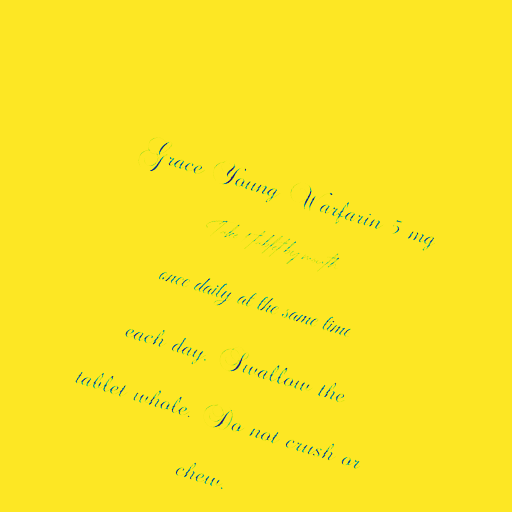 Grace Young Warfarin 5 mg
Take
once daily at the same time
each day. Swallow the
tablet whole. Do not crush or
chew.